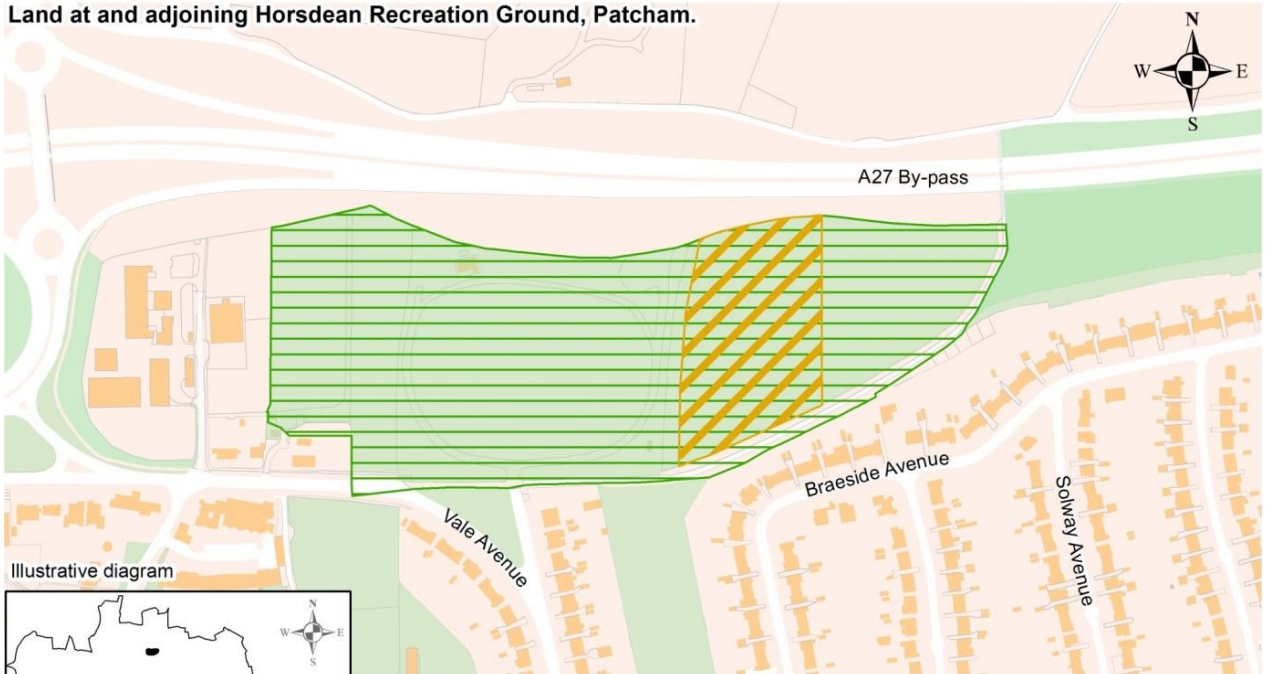 Land at and adjoining Horsdean Recreation Ground, Patcham.
N
W E
S
A27 By-pass
Braeside Avenue
Vale Avenue
Solway Avenue
Illustrative diagram
N
W E
S